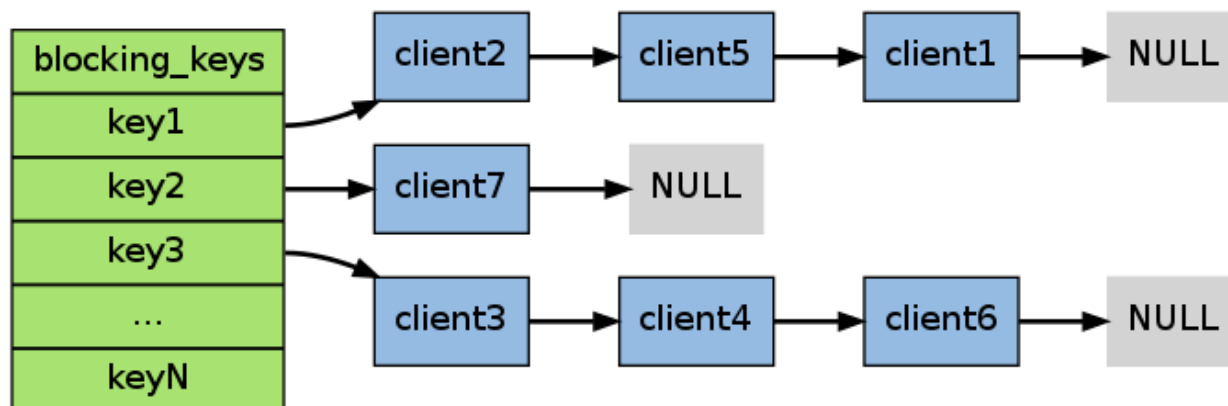 blocking_keys
key1
key2
key3
...
keyN
client2 client5 client1 NULL
client7 NULL
client3 client4 client6 NULL